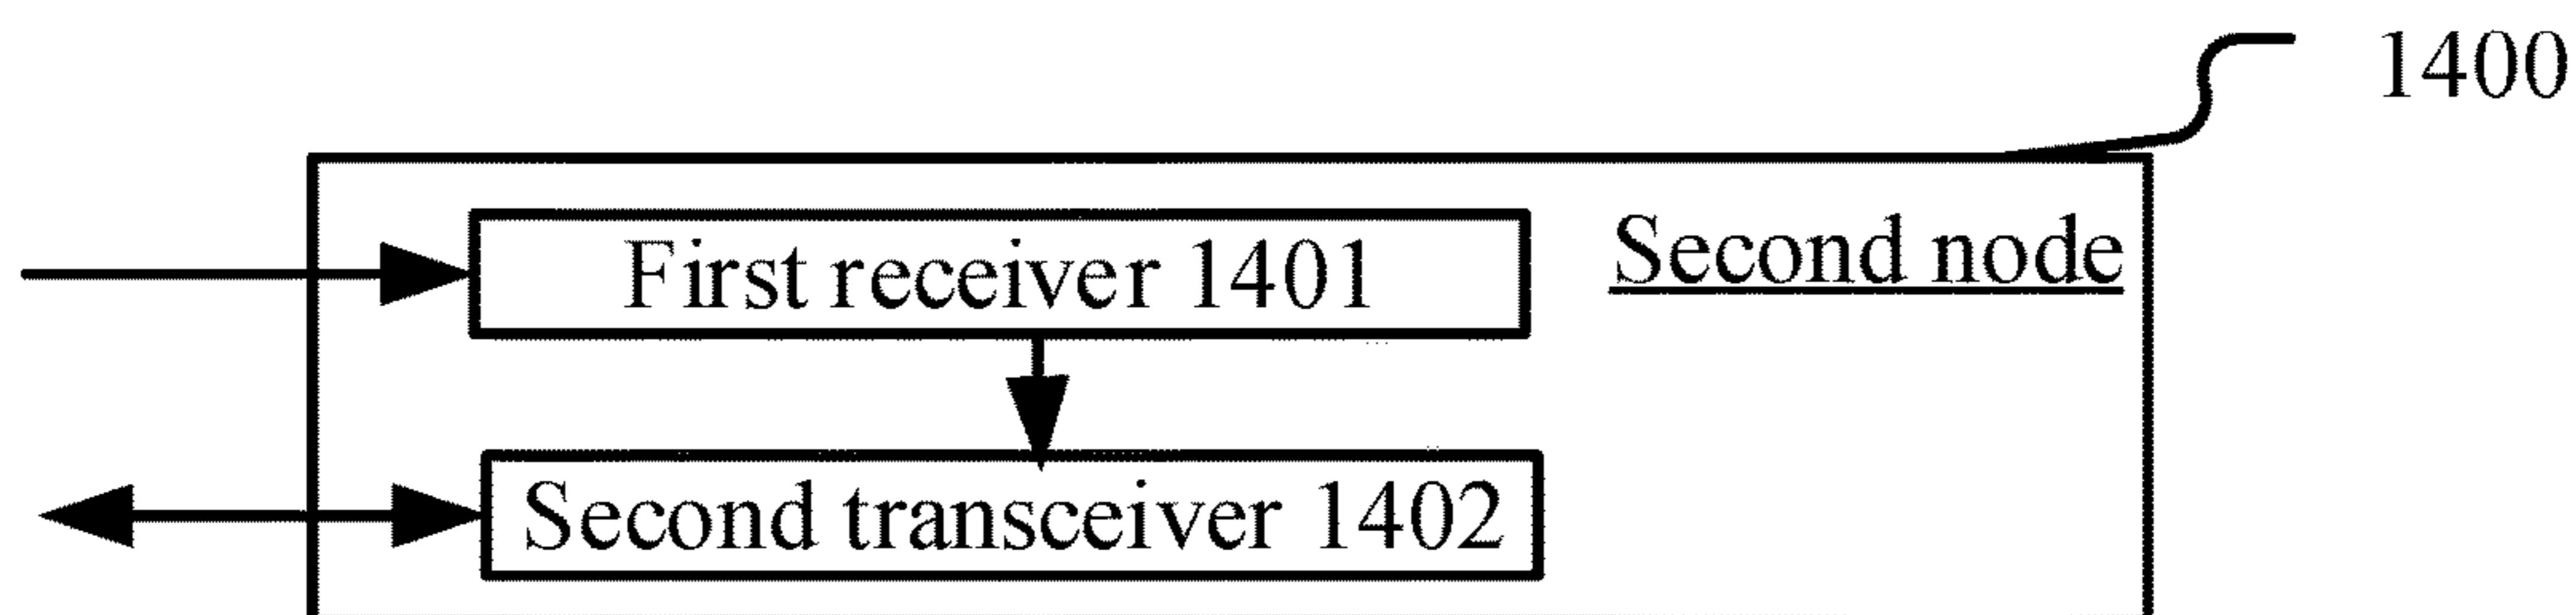 1400
First receiver 1401
Second node
Second transceiver 1402